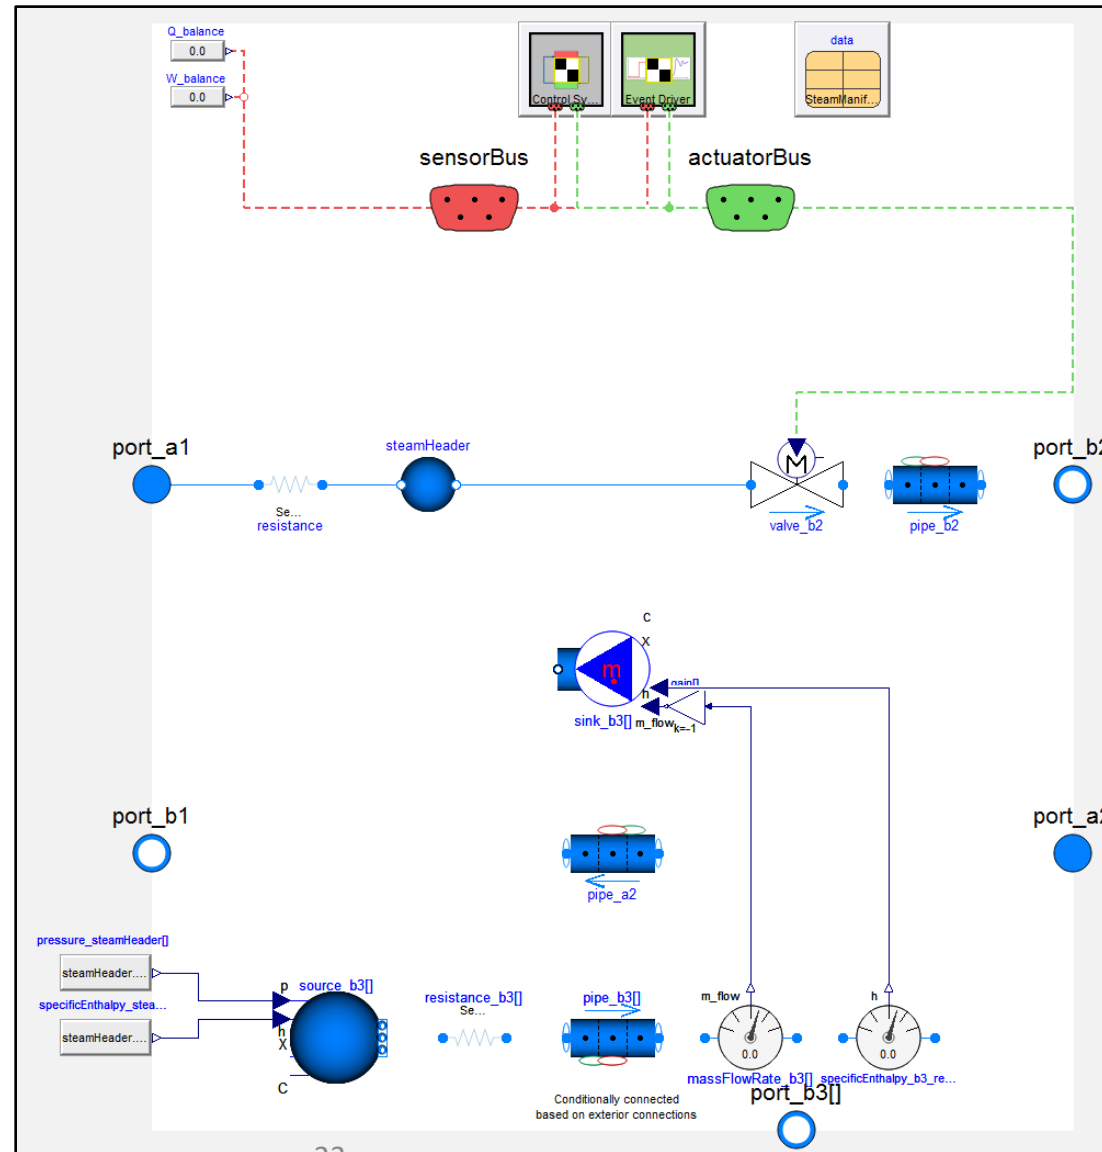 Q_balance
0.0
W_balance
0.0
Control Sy...
Event Driver
data
SteamManif...
sensorBus
actuatorBus
port_a1
steamHeader
M
port_b2
Se...
resistance
valve_b2
pipe_b2
C
X
m
h
gain[]
sink_b3[]
m_flow
k=-1
port_b1
port_a2
pipe_a2
pressure_steamHeader[]
steamHeader....
specificEnthalpy_stea...
steamHeader....
p
source_b3[]
h
X
C
resistance_b3[]
Se...
pipe_b3[]
m_flow
h
0.0
0.0
massFlowRate_b3[]
specificEnthalpy_b3_re...
Conditionally connected
based on exterior connections
port_b3[]